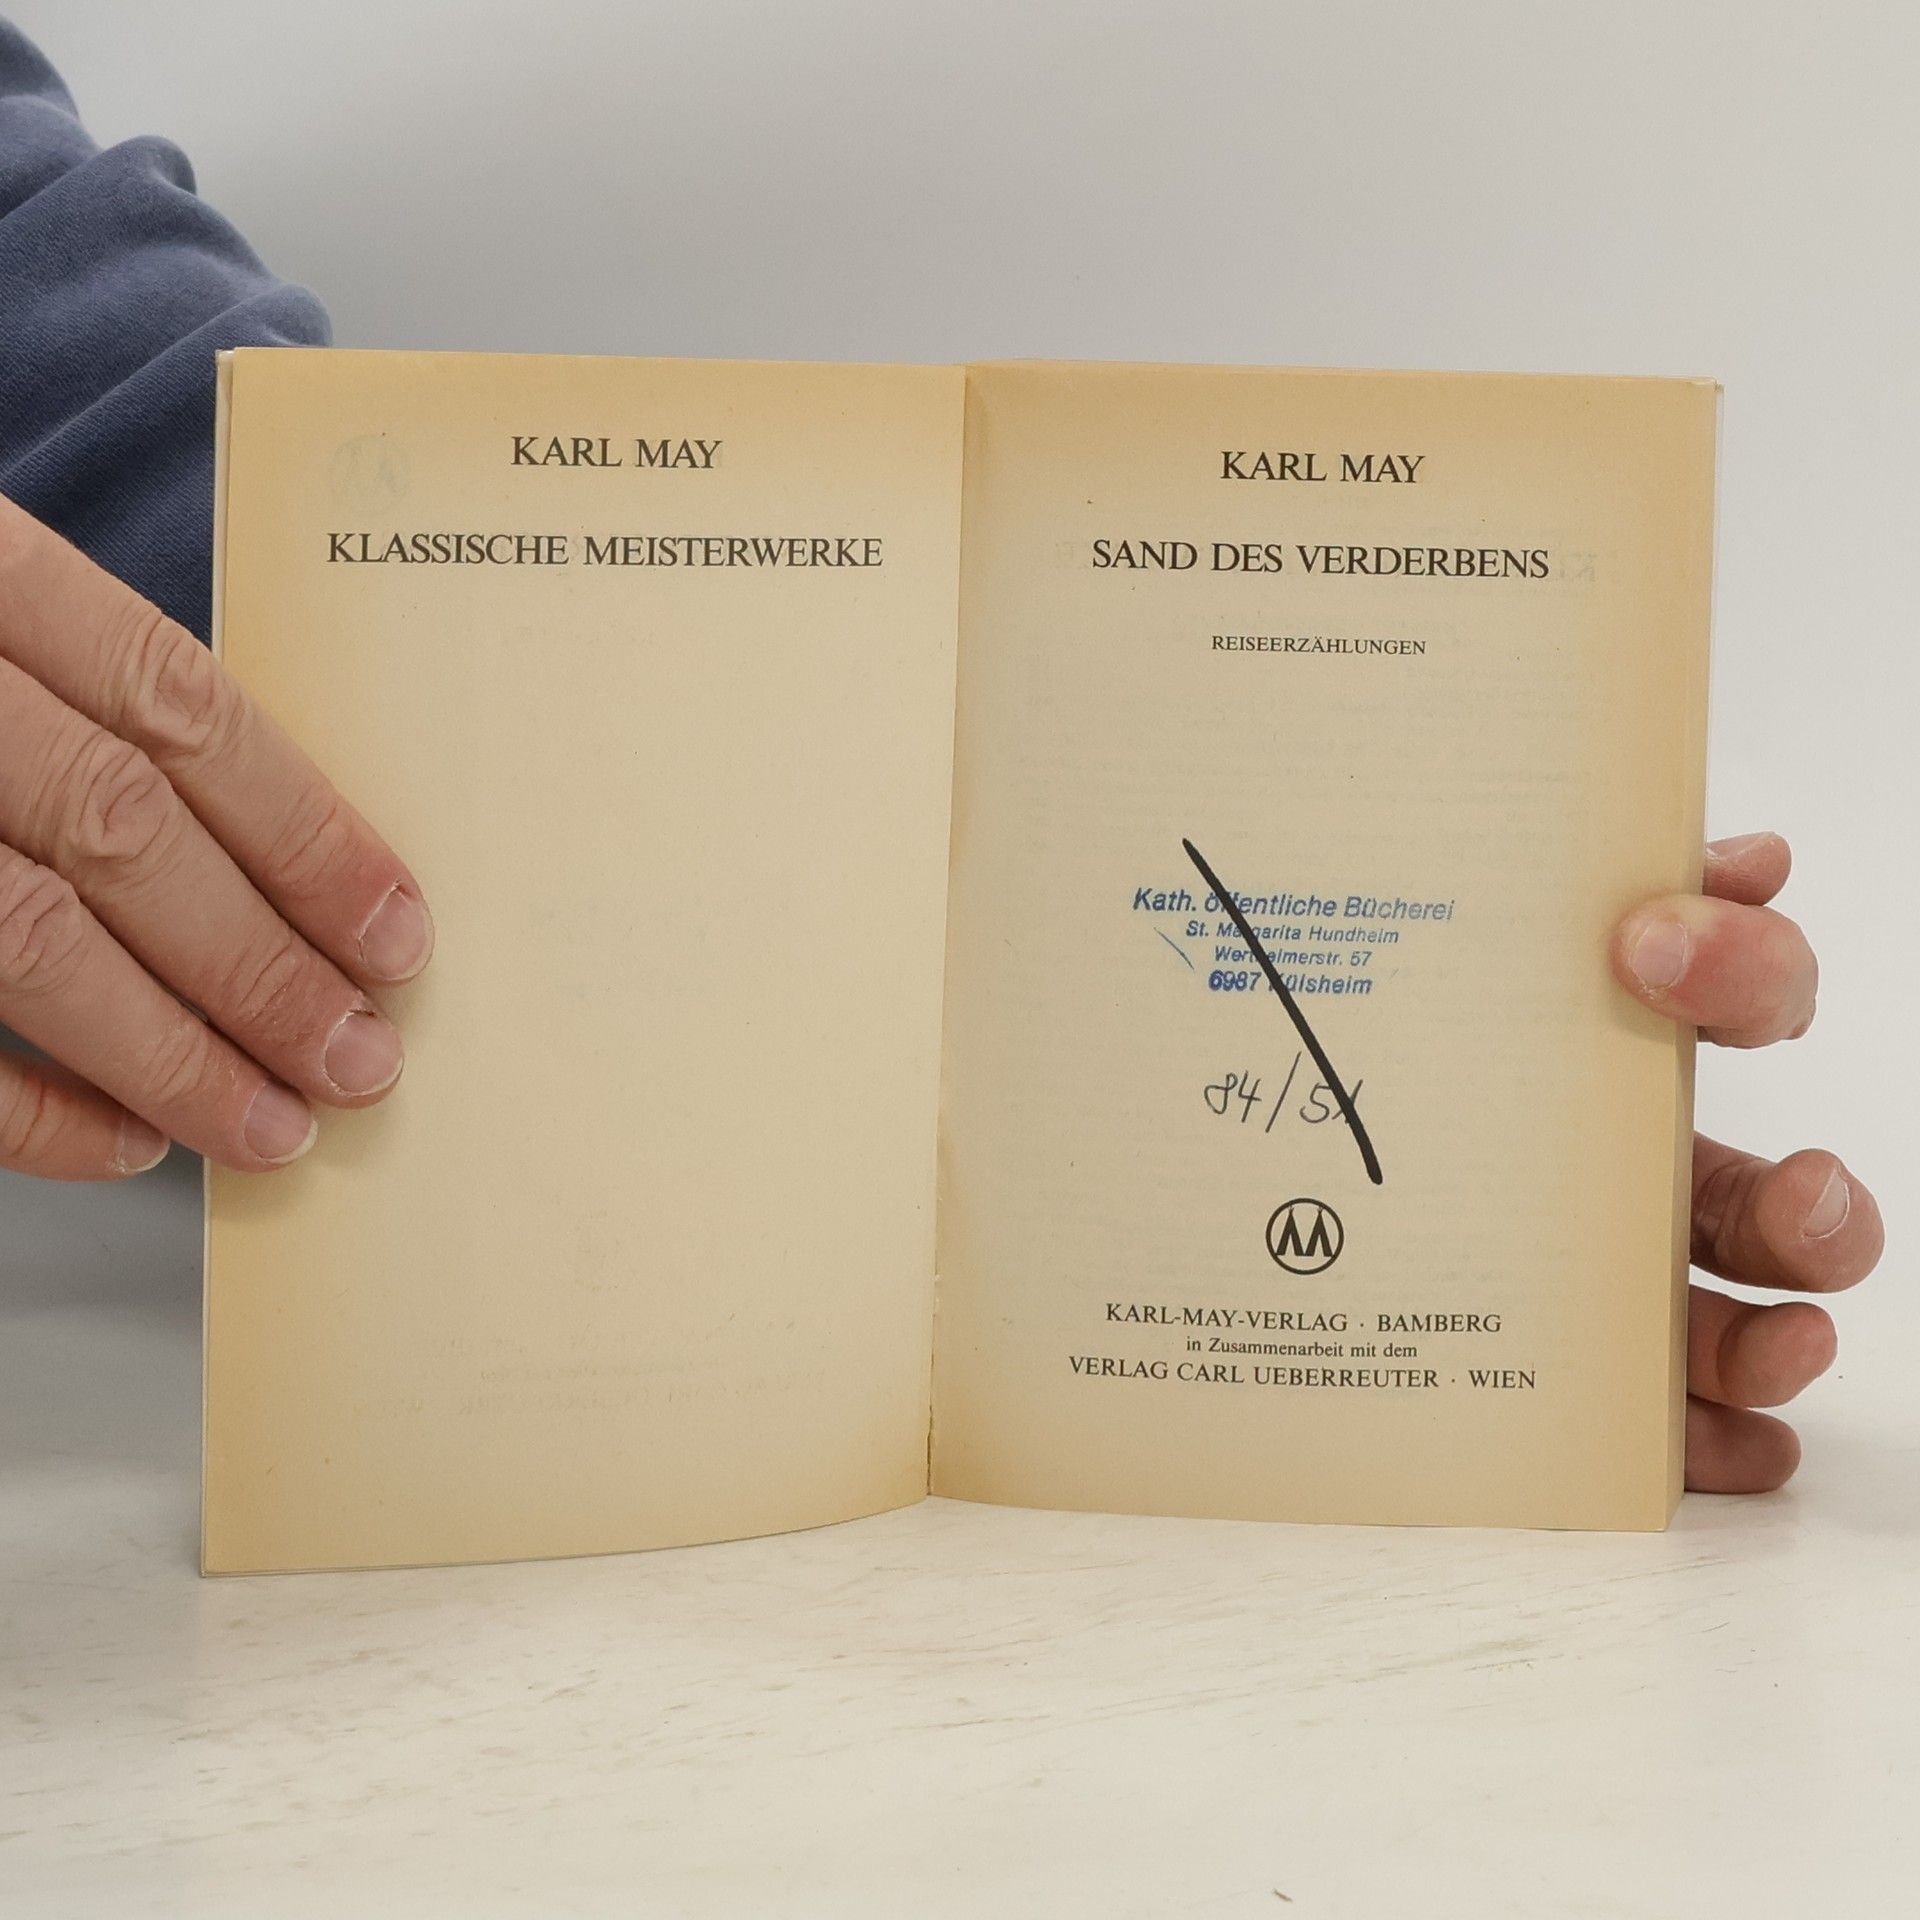 KARL MAY
KLASSISCHE MEISTERWERKE
KARL MAY
SAND DES VERDERBENS
REISEERZÄHLUNGEN
Kath. öffentliche Bücherei
St. Margarita Hundheim
Wertheimerstr. 57
6987 Külsheim
84/51
KARL-MAY-VERLAG · BAMBERG
in Zusammenarbeit mit dem
VERLAG CARL UEBERREUTER · WIEN